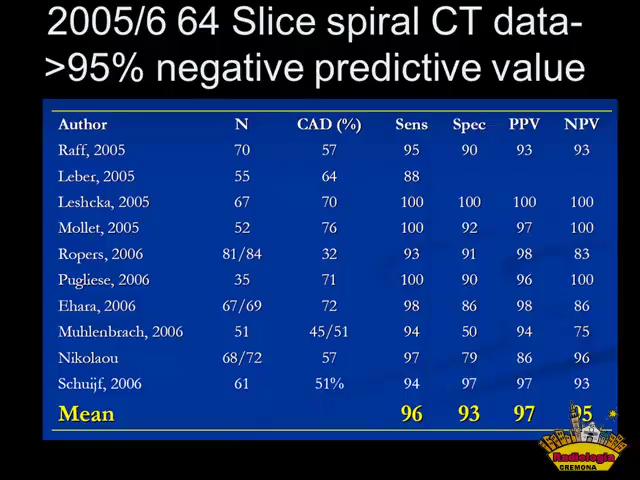 2005/6 64 Slice spiral CT data-
>95% negative predictive value
Author N CAD (%) Sens Spec PPV NPV
Raff, 2005 70 57 95 90 93 93
Leber, 2005 55 64 88
Leshcka, 2005 67 70 100 100 100 100
Mollet, 2005 52 76 100 92 97 100
Ropers, 2006 81/84 32 93 91 98 83
Pugliese, 2006 35 71 100 90 96 100
Ehara, 2006 67/69 72 98 86 98 86
Muhlenbrach, 2006 51 45/51 94 50 94 75
Nikolaou 68/72 57 97 79 86 96
Schuijf, 2006 61 51% 94 97 97 93
Mean 96 93 97 95
Radiologia
CREMONA